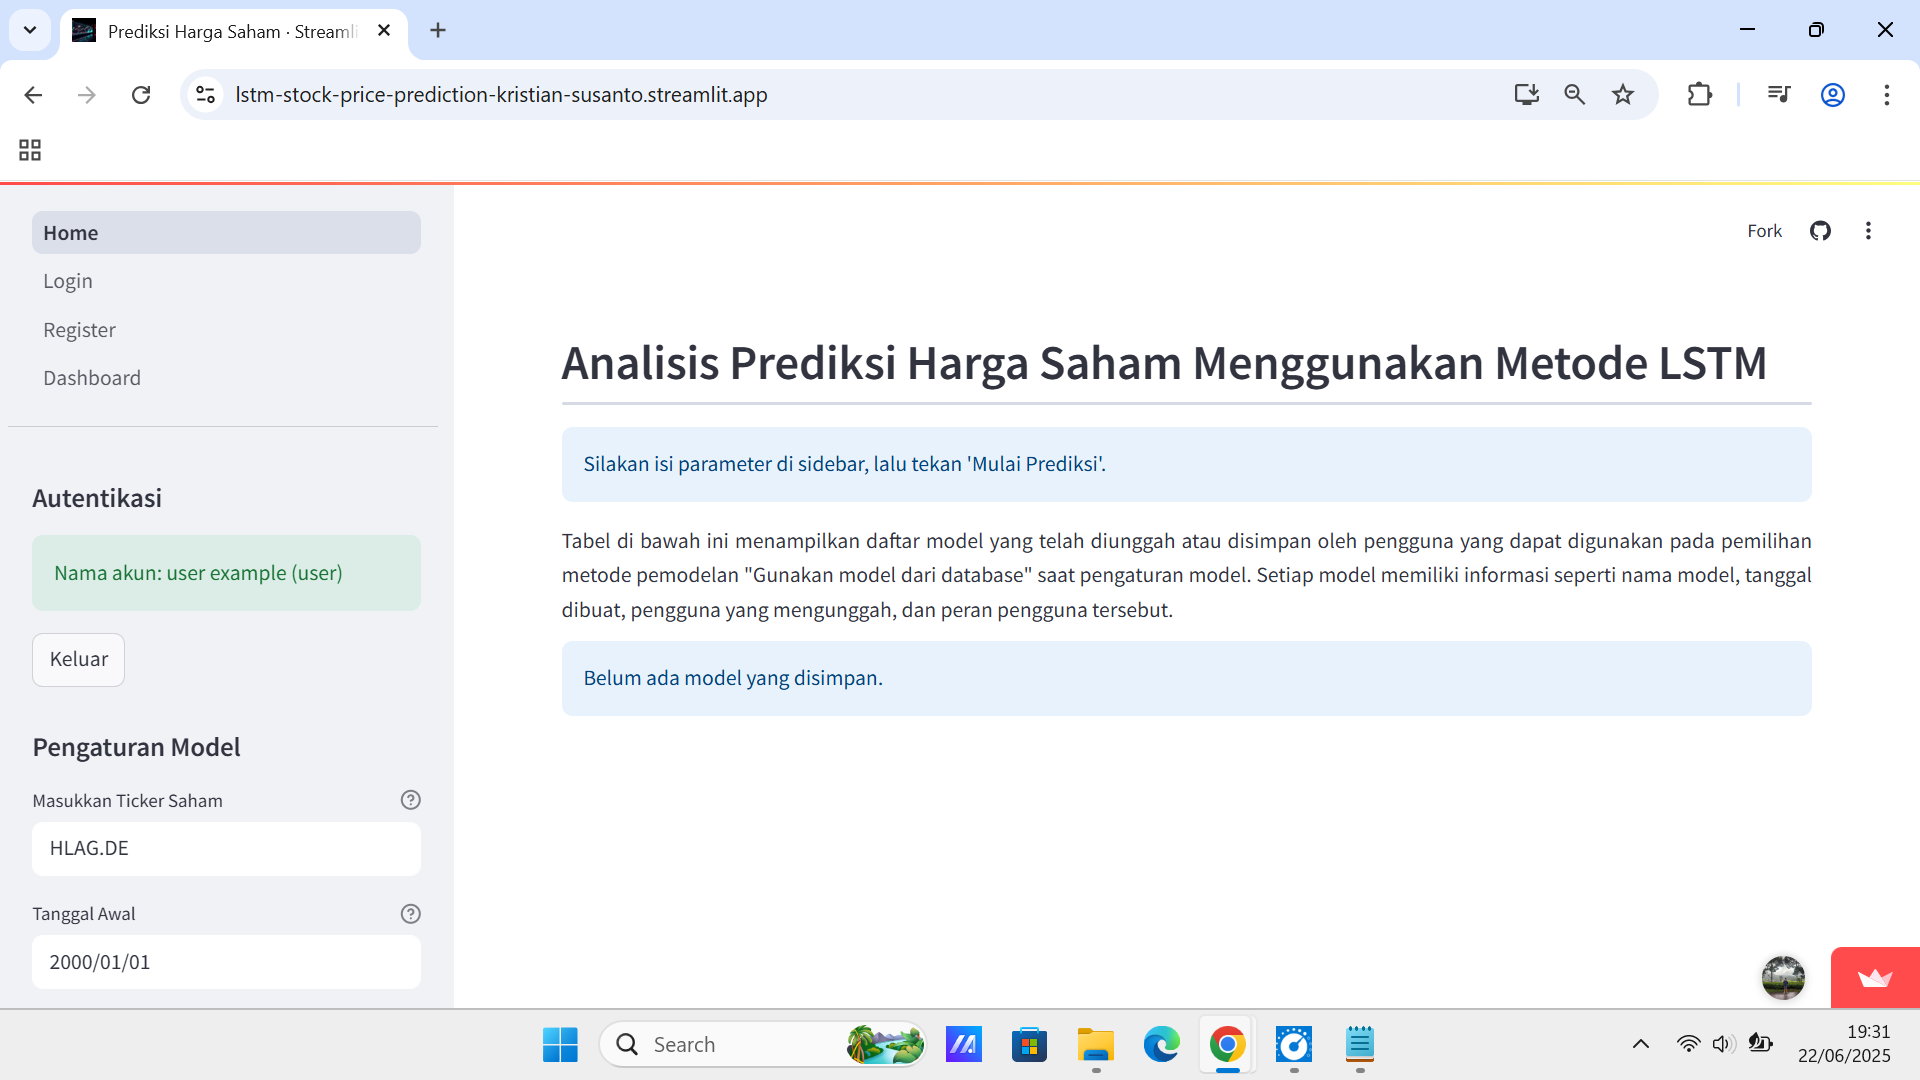 Prediksi Harga Saham · Streamli
lstm-stock-price-prediction-kristian-susanto.streamlit.app
Home
Login
Register
Dashboard
Autentikasi
Nama akun: user example (user)
Keluar
Pengaturan Model
Masukkan Ticker Saham
HLAG.DE
Tanggal Awal
2000/01/01
Fork
Analisis Prediksi Harga Saham Menggunakan Metode LSTM
Silakan isi parameter di sidebar, lalu tekan 'Mulai Prediksi'.
Tabel di bawah ini menampilkan daftar model yang telah diunggah atau disimpan oleh pengguna yang dapat digunakan pada pemilihan
metode pemodelan "Gunakan model dari database" saat pengaturan model. Setiap model memiliki informasi seperti nama model, tanggal
dibuat, pengguna yang mengunggah, dan peran pengguna tersebut.
Belum ada model yang disimpan.
Search
19:31
22/06/2025